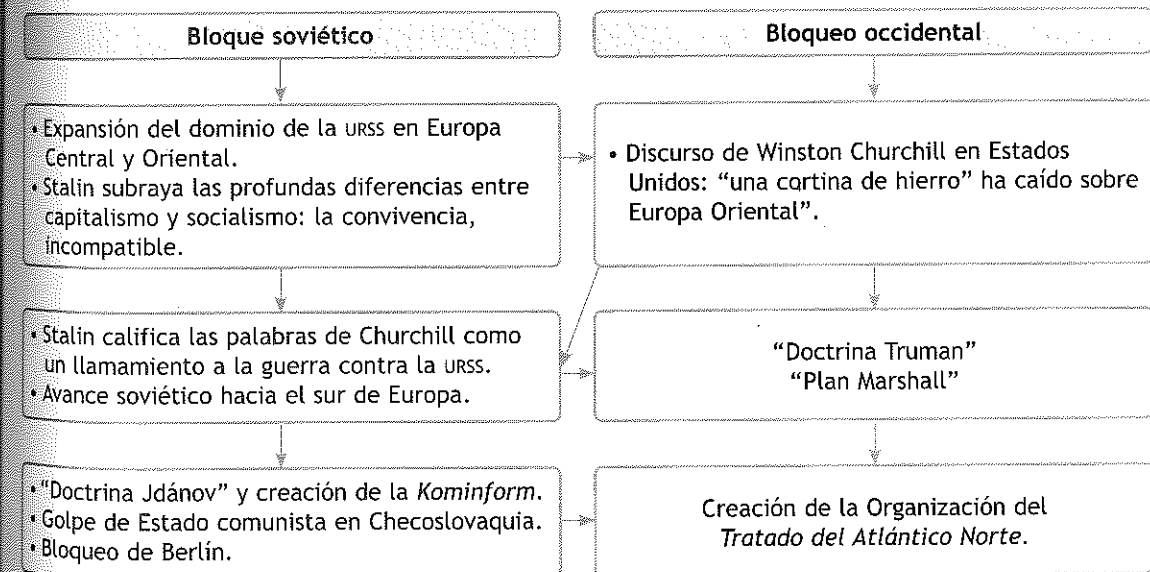 Bloque soviético
Bloqueo occidental
• Expansión del dominio de la URSS en Europa
Central y Oriental.
• Stalin subraya las profundas diferencias entre
capitalismo y socialismo: la convivencia,
incompatible.
• Discurso de Winston Churchill en Estados
Unidos: “una cortina de hierro” ha caído sobre
Europa Oriental”.
• Stalin califica las palabras de Churchill como
un llamamiento a la guerra contra la URSS.
• Avance soviético hacia el sur de Europa.
“Doctrina Truman”
“Plan Marshall”
• “Doctrina Jdánov” y creación de la Kominform.
• Golpe de Estado comunista en Checoslovaquia.
• Bloqueo de Berlín.
Creación de la Organización del
Tratado del Atlántico Norte.